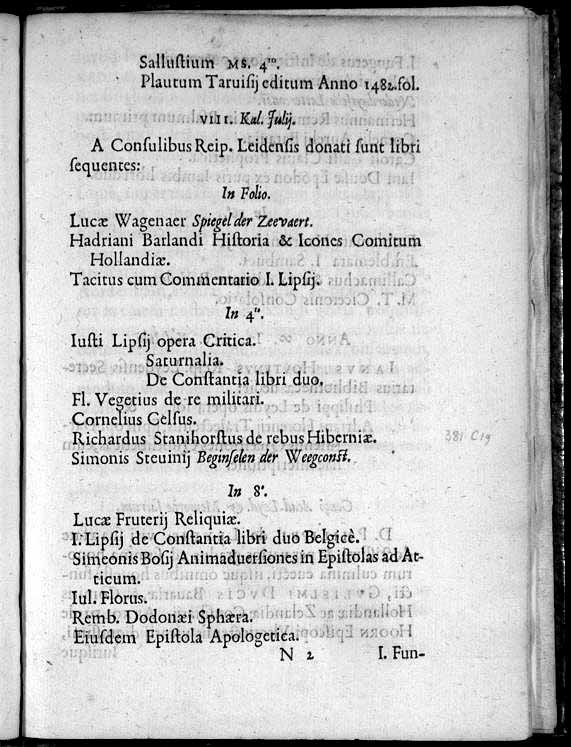 Salluſtium MS. 4to.
Plautum Taruiſij editum Anno 1482. fol.
VIII. Kal. Julij.
A Conſulibus Reip. Leidenſis donati ſunt libri
ſequentes:
In Folio.
Lucæ Wagenaer Spiegel der Zeevaert.
Hadriani Barlandi Hiſtoria & Icones Comitum
Hollandiæ.
Tacitus cum Commentario I. Lipſij.
In 4to.
Iuſti Lipſij opera Critica.
Saturnalia.
De Conſtantia libri duo.
Fl. Vegetius de re militari.
Cornelius Celſus.
Richardus Stanihorſtus de rebus Hiberniæ.
381 C19
Simonis Steuinij Beginſelen der Weegconſt.
In 8°.
Lucæ Fruterij Reliquiæ.
I. Lipſij de Conſtantia libri duo Belgicè.
Simeonis Boſij Animaduerſiones in Epiſtolas ad At-
ticum.
Iul. Florus.
Remb. Dodonæi Sphæra.
Eiuſdem Epiſtola Apologetica.
N 2 I. Fun-